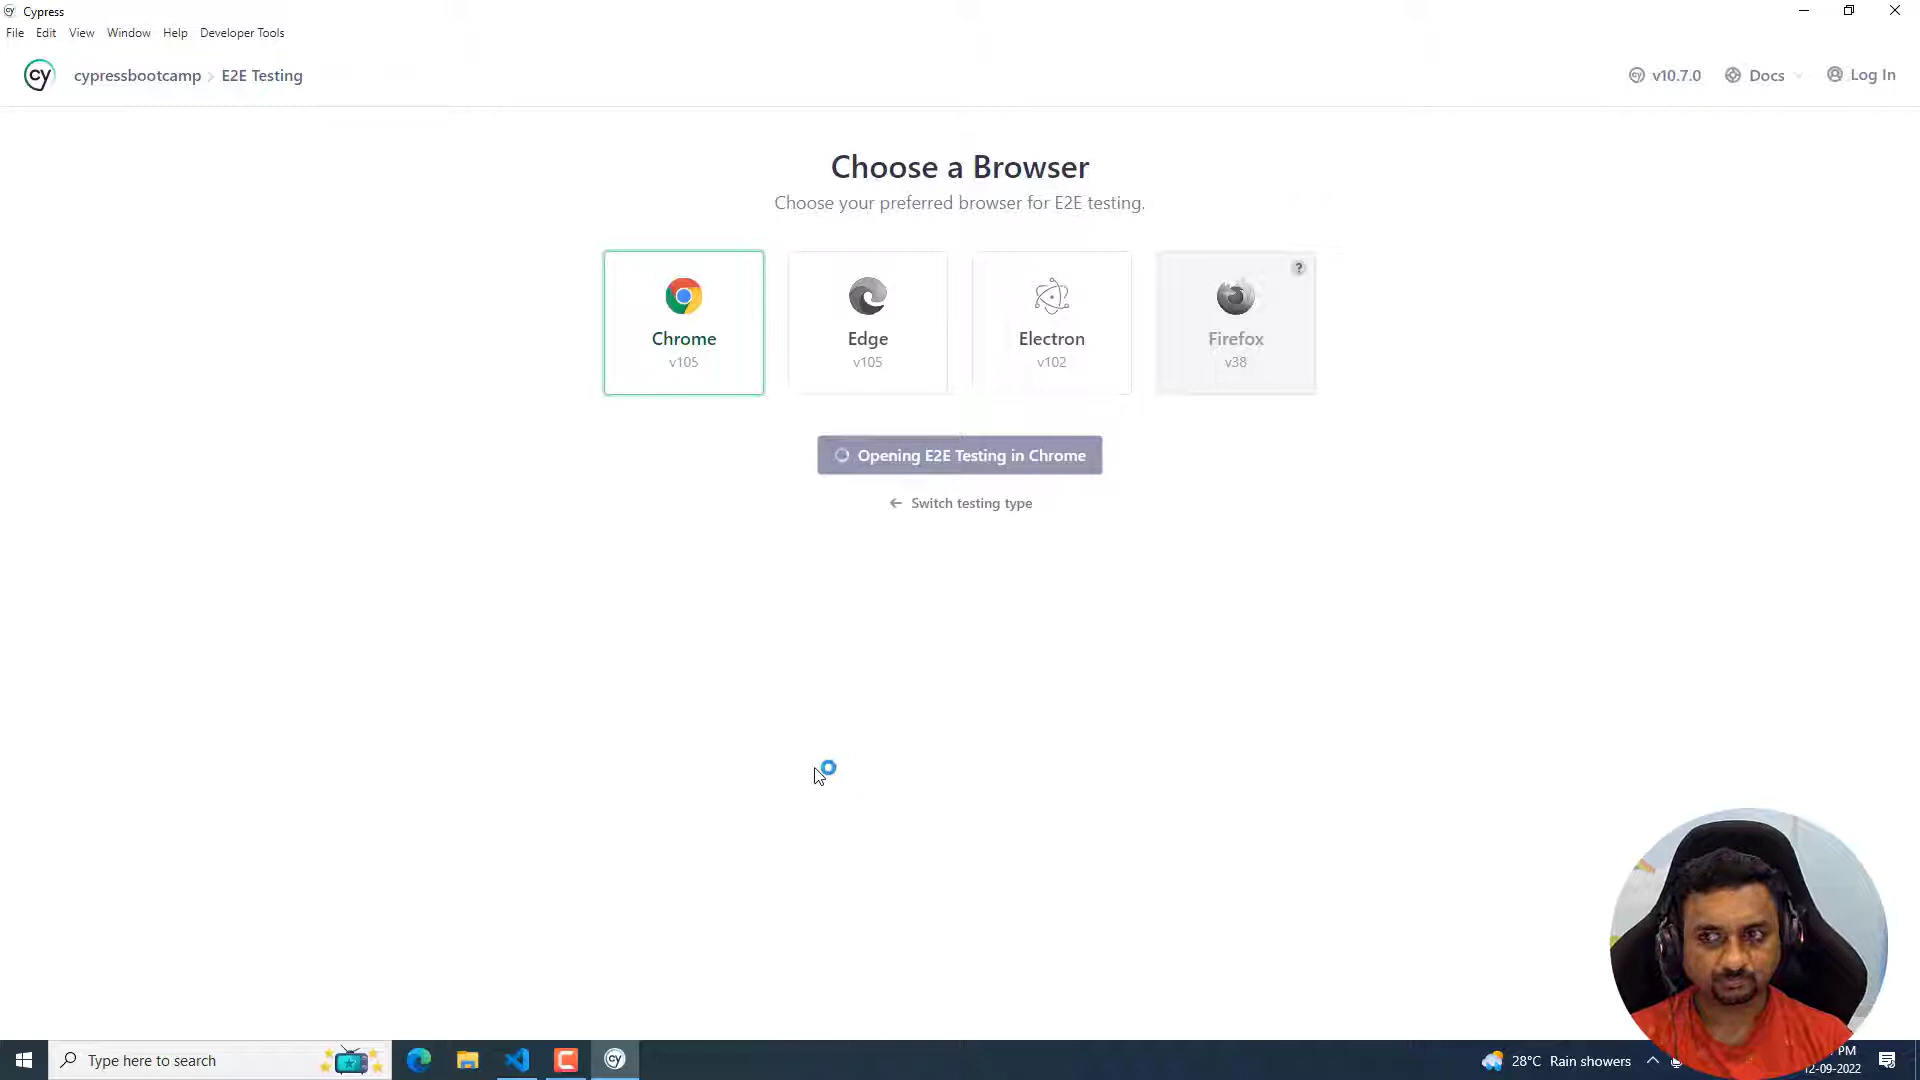 cy Cypress
File Edit View Window Help Developer Tools
cy cypressbootcamp > E2E Testing
v10.7.0 Docs Log In
Choose a Browser
Choose your preferred browser for E2E testing.
Chrome
v105
Edge
v105
Electron
v102
?
Firefox
v38
Opening E2E Testing in Chrome
← Switch testing type
Type here to search
cy
28°C Rain showers
PM
12-09-2022